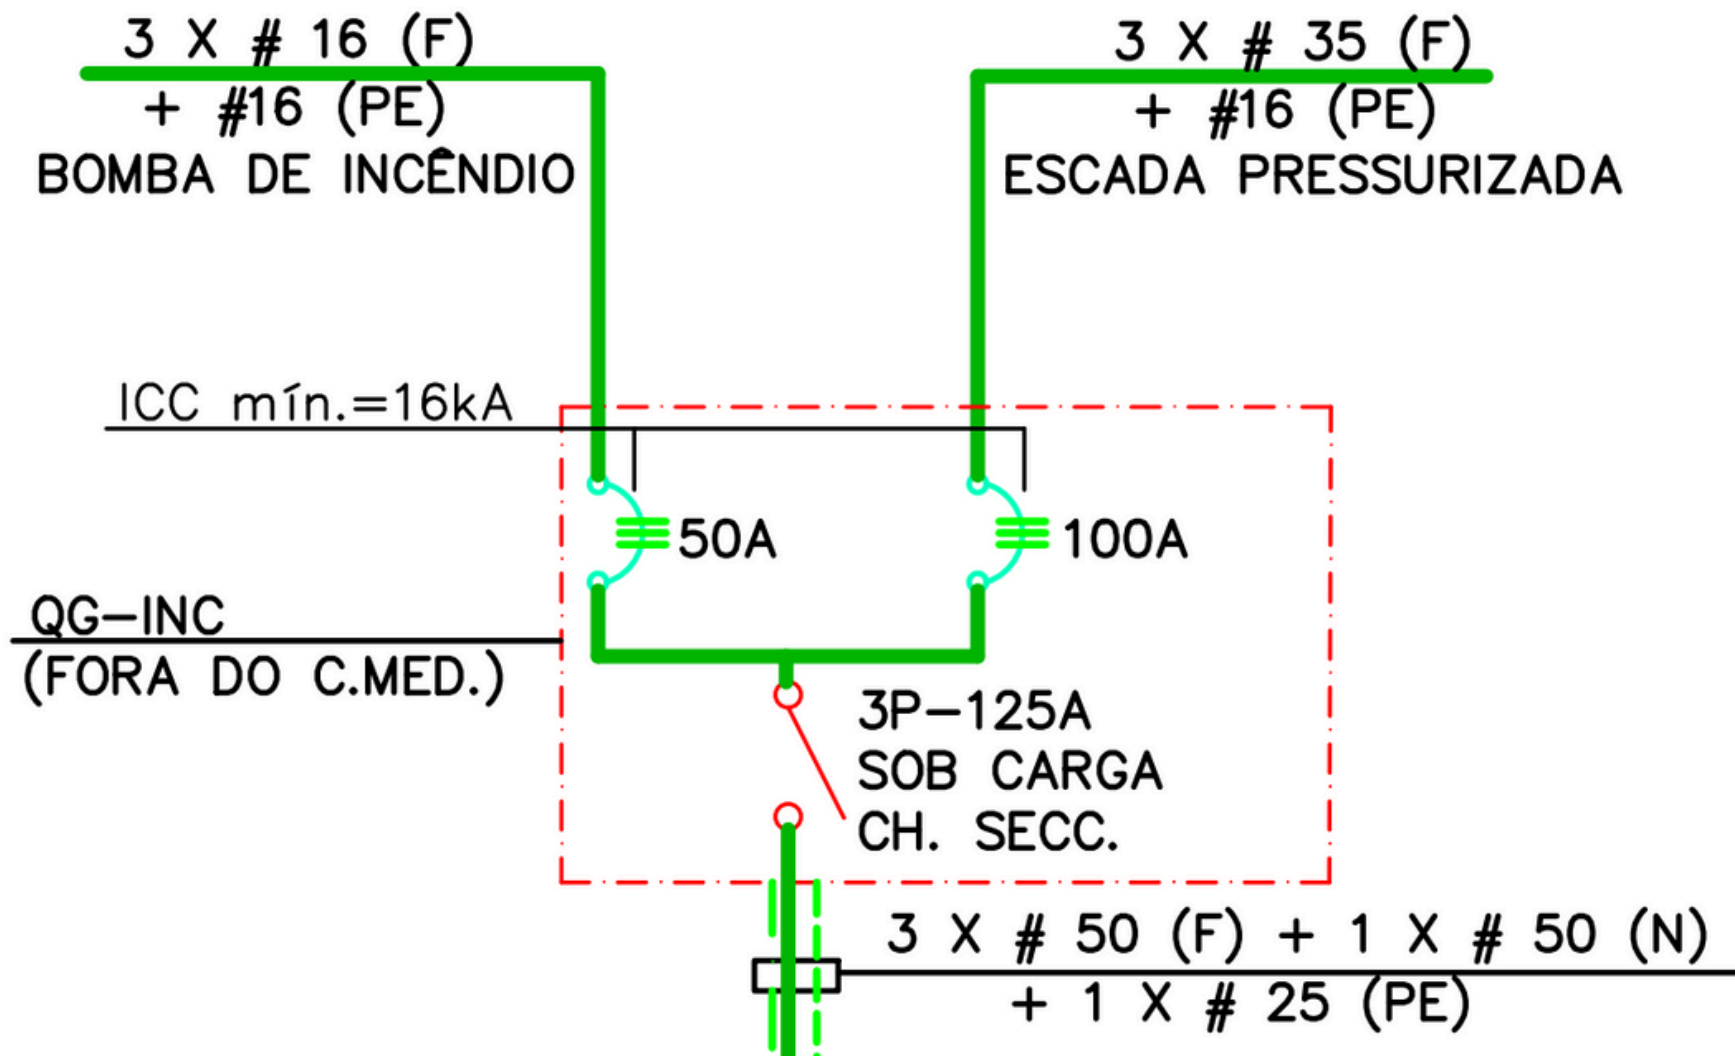 3 X # 16 (F)
+ #16 (PE)
BOMBA DE INCÊNDIO
3 X # 35 (F)
+ #16 (PE)
ESCADA PRESSURIZADA
ICC mín.=16kA
50A
100A
QG-INC
(FORA DO C.MED.)
3P-125A
SOB CARGA
CH. SECC.
3 X # 50 (F) + 1 X # 50 (N)
+ 1 X # 25 (PE)